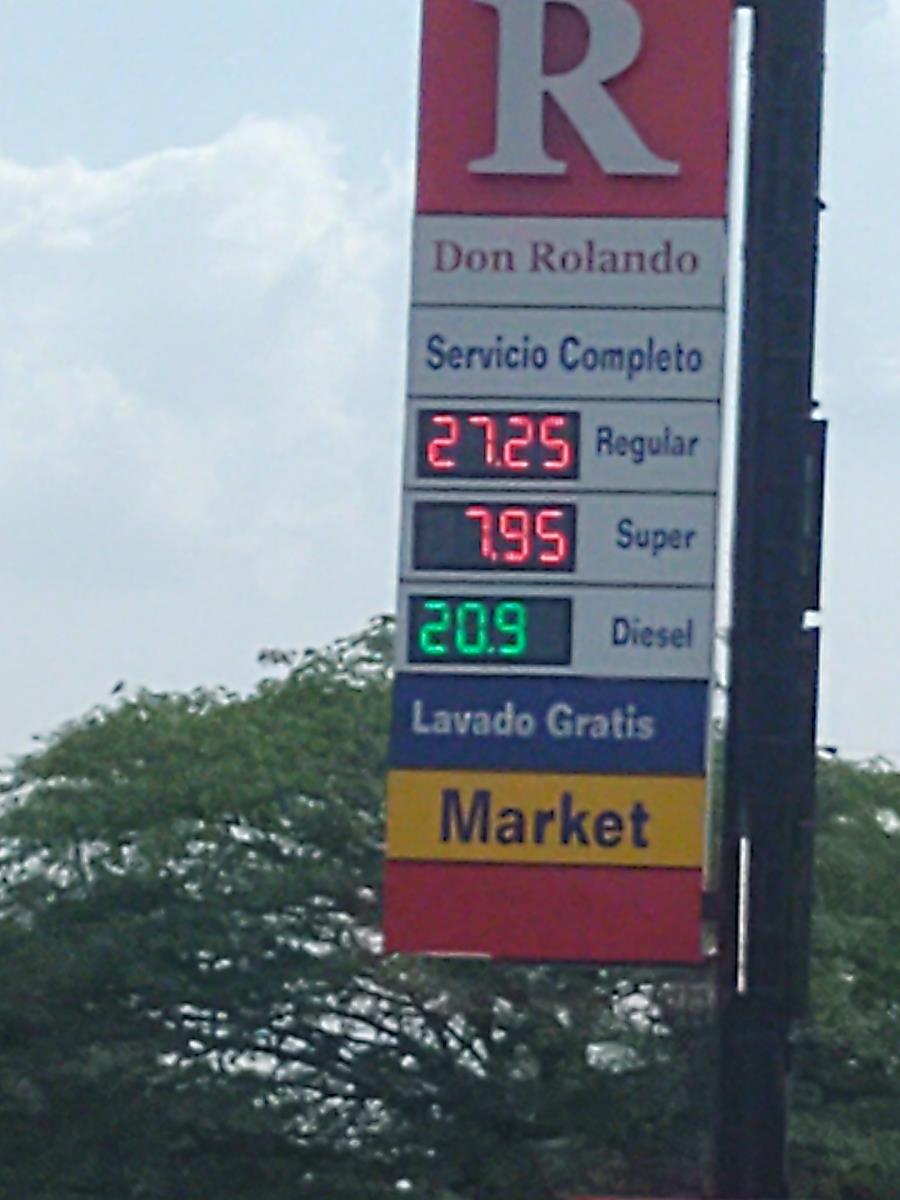 R
Don Rolando
Servicio Completo
27.25 Regular
7.95 Super
20.9 Diesel
Lavado Gratis
Market